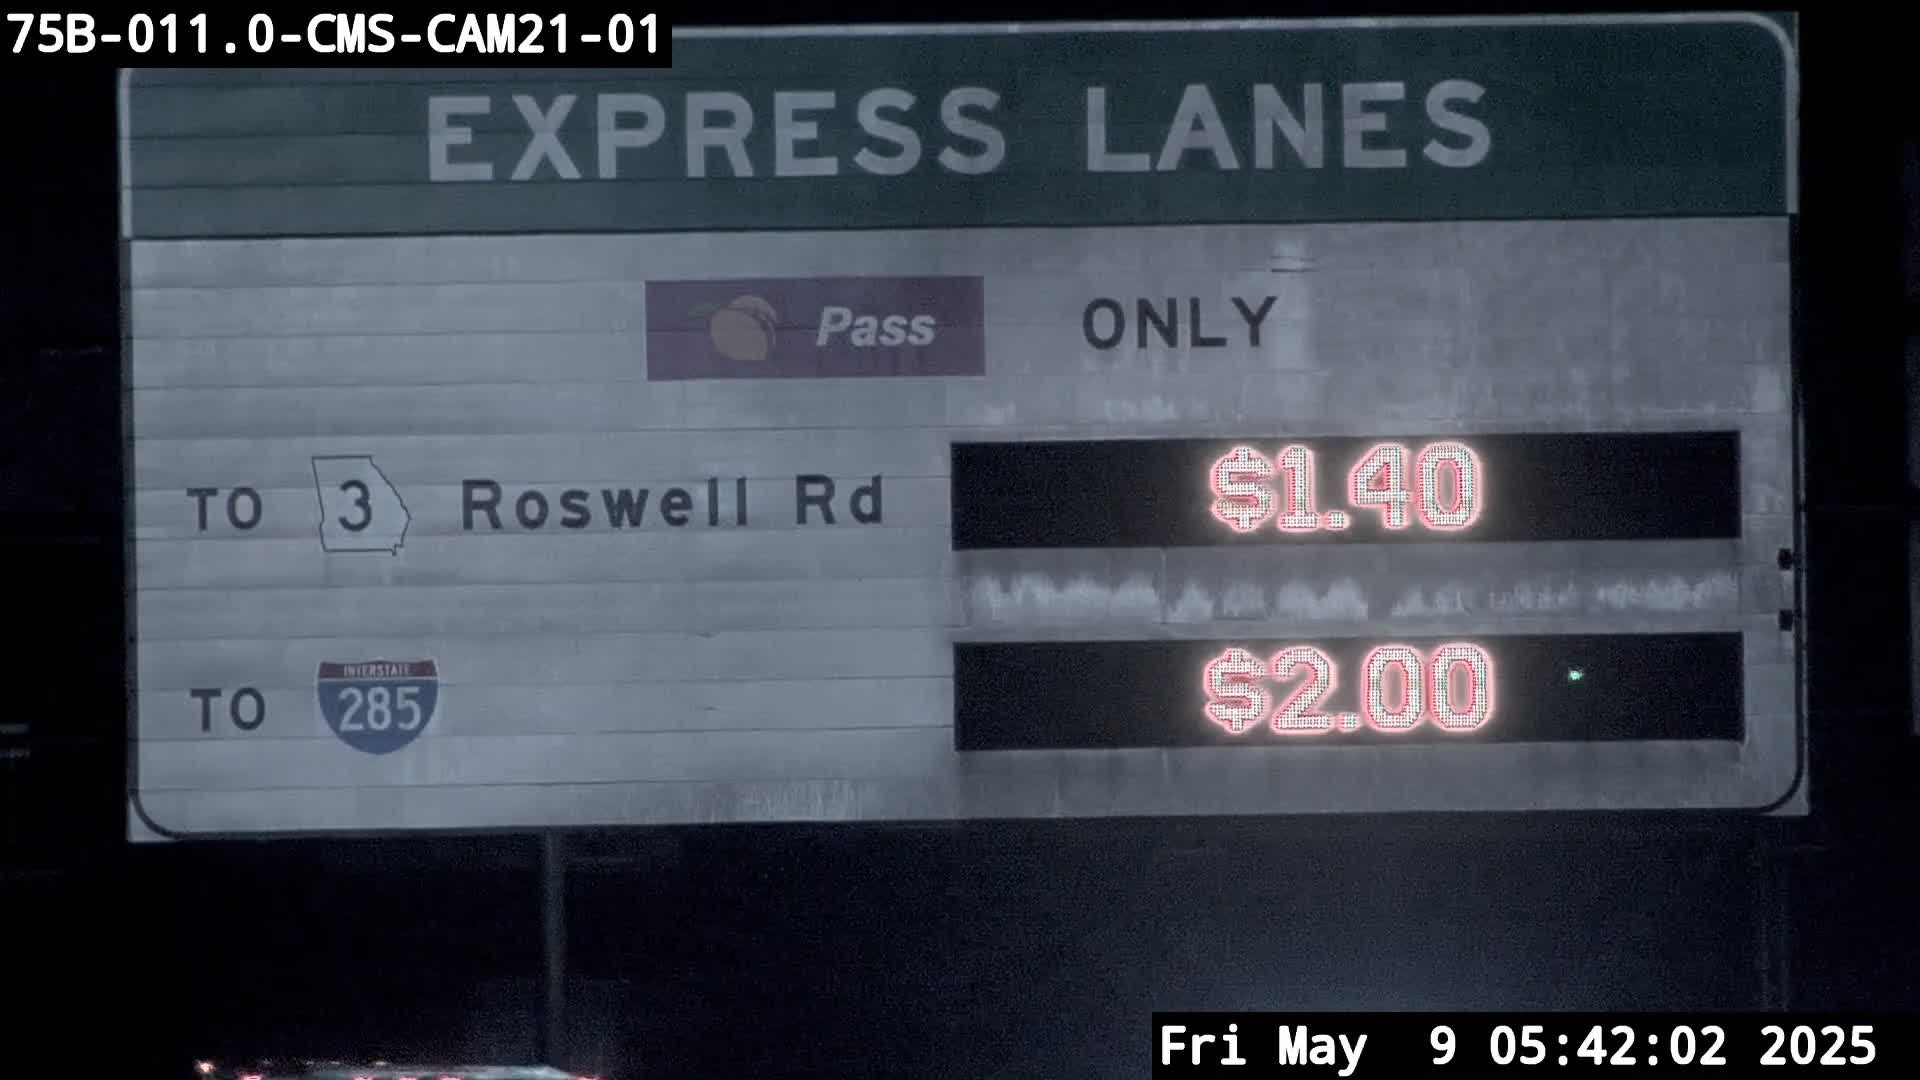 75B-011.0-CMS-CAM21-01
EXPRESS LANES
Pass ONLY
TO 3 Roswell Rd $1.40
INTERSTATE
TO 285 $2.00
Fri May 9 05:42:02 2025